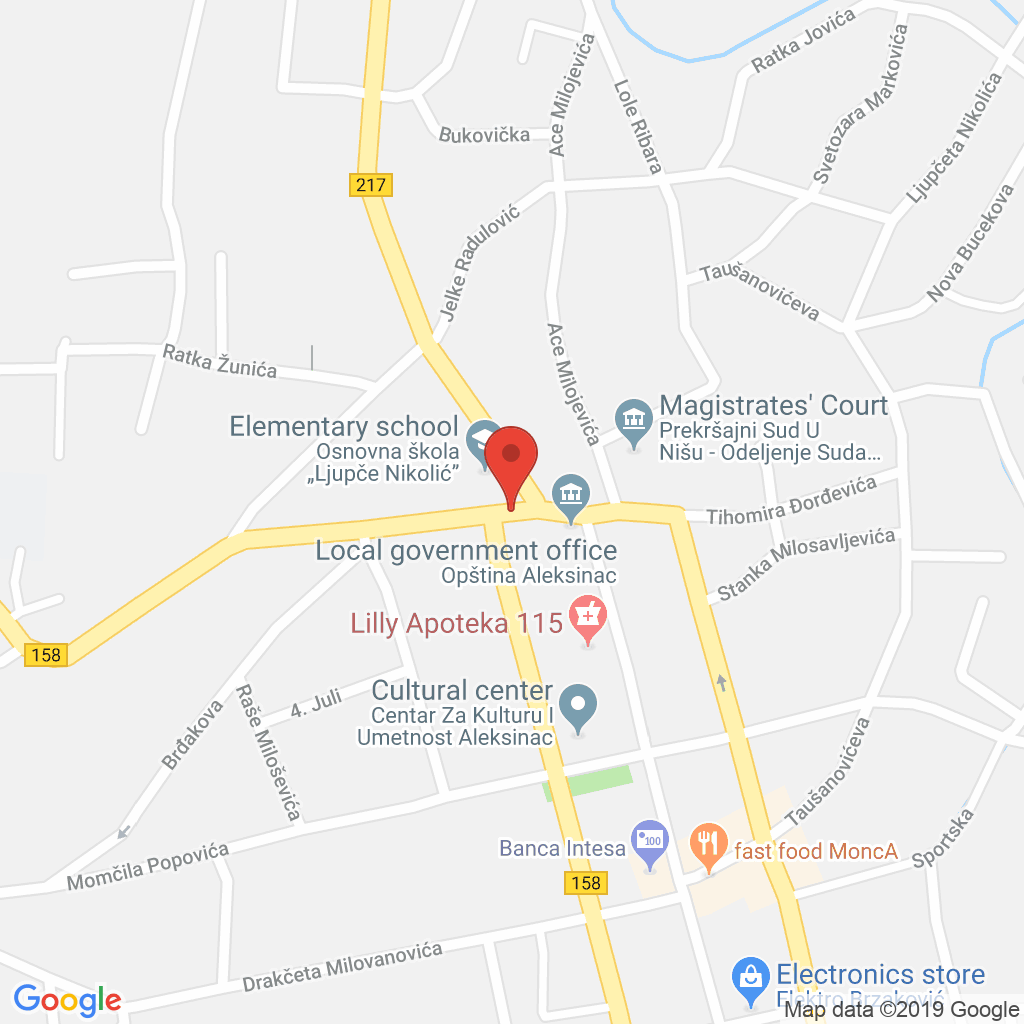 Ratka Jovića
Ace Milojevića
Lole Ribara
Svetozara Markovića
Ljupčeta Nikolića
Bukovička
217
Jelke Radulović
Nova Bucekova
Taušanovićeva
Ratka Žunića
Ace Milojevića
Magistrates' Court
Prekršajni Sud U
Nišu - Odeljenje Suda...
Elementary school
Osnovna škola
„Ljupče Nikolić”
Tihomira Đorđevića
Stanka Milosavljevića
Local government office
Opština Aleksinac
Lilly Apoteka 115
158
Cultural center
Centar Za Kulturu I
Umetnost Aleksinac
4. Juli
Brđakova
Raše Miloševića
Taušanovićeva
Sportska
Momčila Popovića
Banca Intesa
100
fast food MoncA
158
Drakčeta Milovanovića
Electronics store
Elektro Brzaković
Google
Map data ©2019 Google